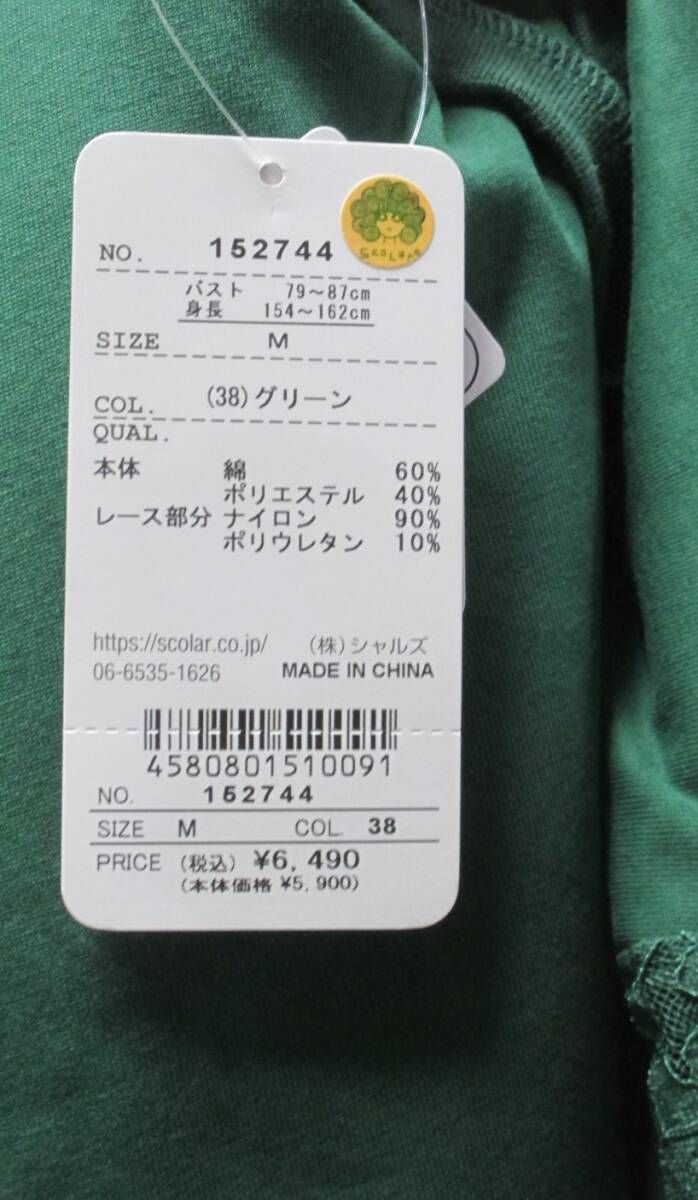 NO. 152744
SCOLAR
バスト 79～87cm
身長 154～162cm
SIZE M
COL. (38)グリーン
QUAL.
本体 綿 60%
ポリエステル 40%
レース部分 ナイロン 90%
ポリウレタン 10%
https://scolar.co.jp/ (株)シャルズ
06-6535-1626 MADE IN CHINA
4580801510091
NO. 152744
SIZE M COL. 38
PRICE (税込) ¥6,490
(本体価格 ¥5,900)